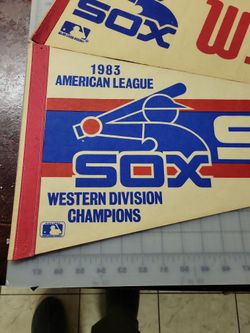 SOX
W
1983
AMERICAN LEAGUE
SOX
S
WESTERN DIVISION
CHAMPIONS